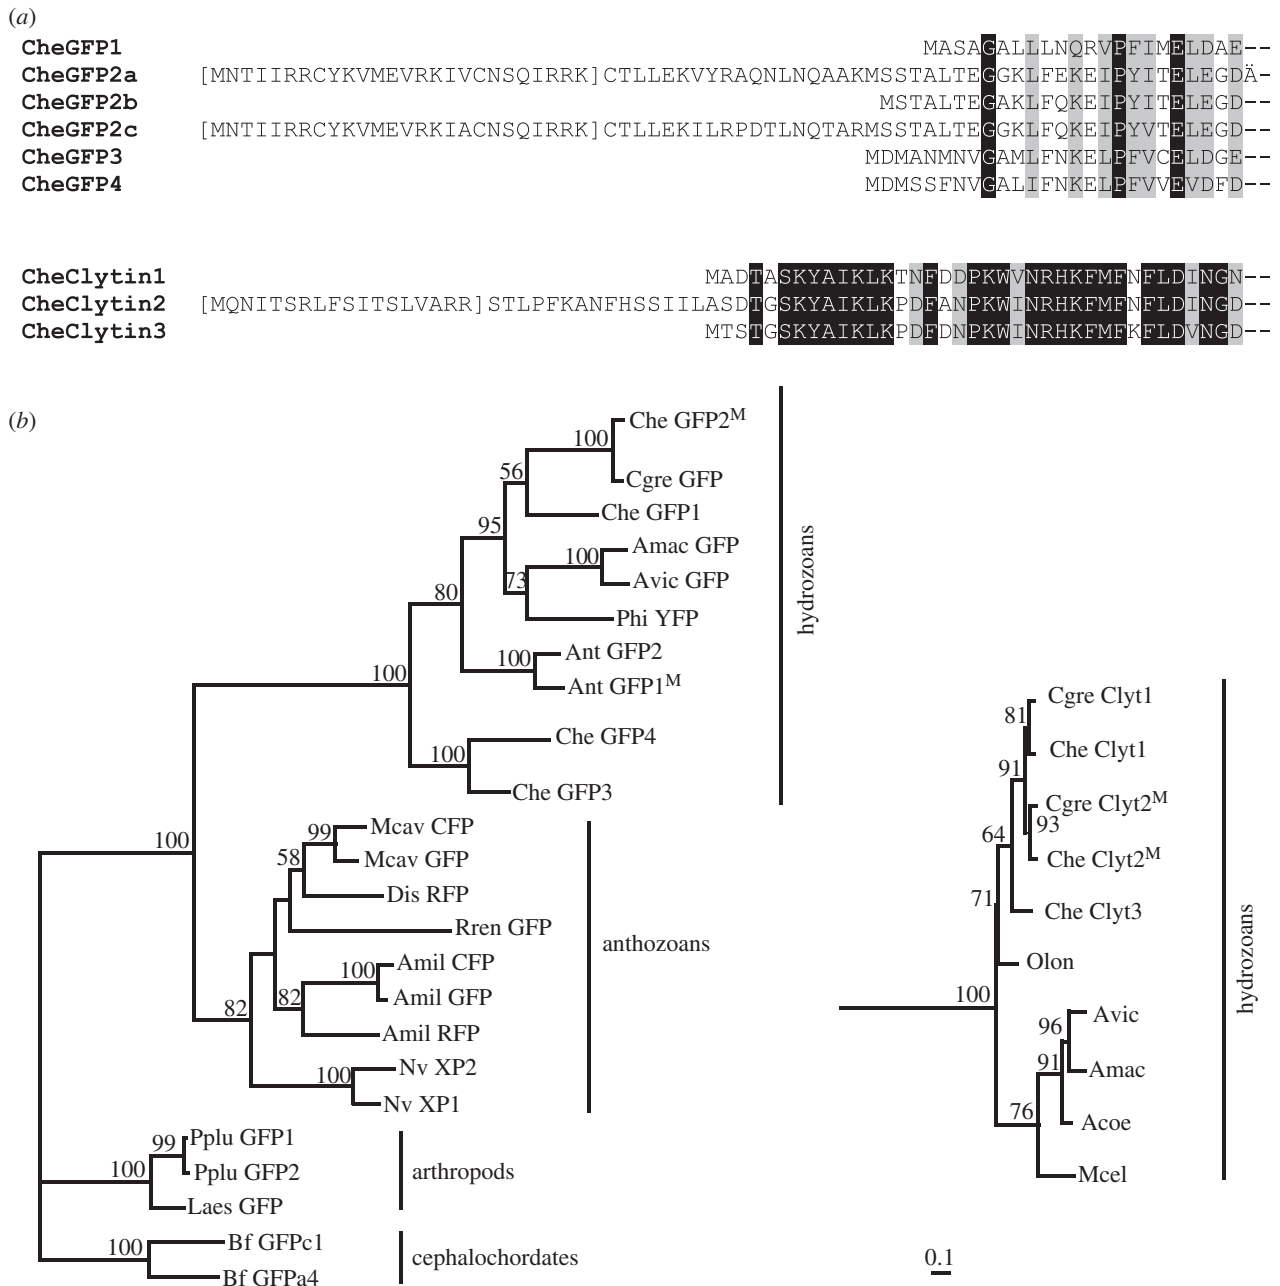 (a)
CheGFP1 MASAGALLLNQRVPFIMELDAE--
CheGFP2a [MNTIIRRCYKVMEVRKIVCNSQIRRK]CTLLEKVYRAQNLNQAAKMSSTALTEGGKLFEKEIPYITELEGDÄ-
CheGFP2b MSTALTEGAKLFQKEIPYITELEGD--
CheGFP2c [MNTIIRRCYKVMEVRKIACNSQIRRK]CTLLEKILRPDTLNQTARMSSTALTEGGKLFQKEIPYVTELEGD--
CheGFP3 MDMANMNVGAMLFNKELPFVCELDGE--
CheGFP4 MDMSSFNVGALIFNKELPFVVEVDFD--
CheClytin1 MADTASKYAIKLKTNFDDPKWVNRHKFMFNFLDINGN--
CheClytin2 [MQNITSRLFSITSLVARR]STLPFKANFHSSIILASDTGSKYAIKLKPDFANPKWINRHKFMFNFLDINGD--
CheClytin3 MTSTGSKYAIKLKPDFDNPKWINRHKFMFKFLDVNGD--
(b)
Che GFP2M
100
Cgre GFP
56
Che GFP1
95
Amac GFP
100
Avic GFP
73
Phi YFP
80
Ant GFP2
100
Ant GFP1M
100
Che GFP4
100
Che GFP3
hydrozoans
100
Mcav CFP
99
Mcav GFP
58
Dis RFP
Rren GFP
Amil CFP
100
Amil GFP
82
82
Amil RFP
Nv XP2
100
Nv XP1
anthozoans
Pplu GFP1
99
Pplu GFP2
100
Laes GFP
arthropods
Bf GFPc1
100
Bf GFPa4
cephalochordates
Cgre Clyt1
81
Che Clyt1
91
Cgre Clyt2M
93
64
Che Clyt2M
71
Che Clyt3
Olon
100
Avic
96
Amac
91
Acoe
76
Mcel
hydrozoans
0.1